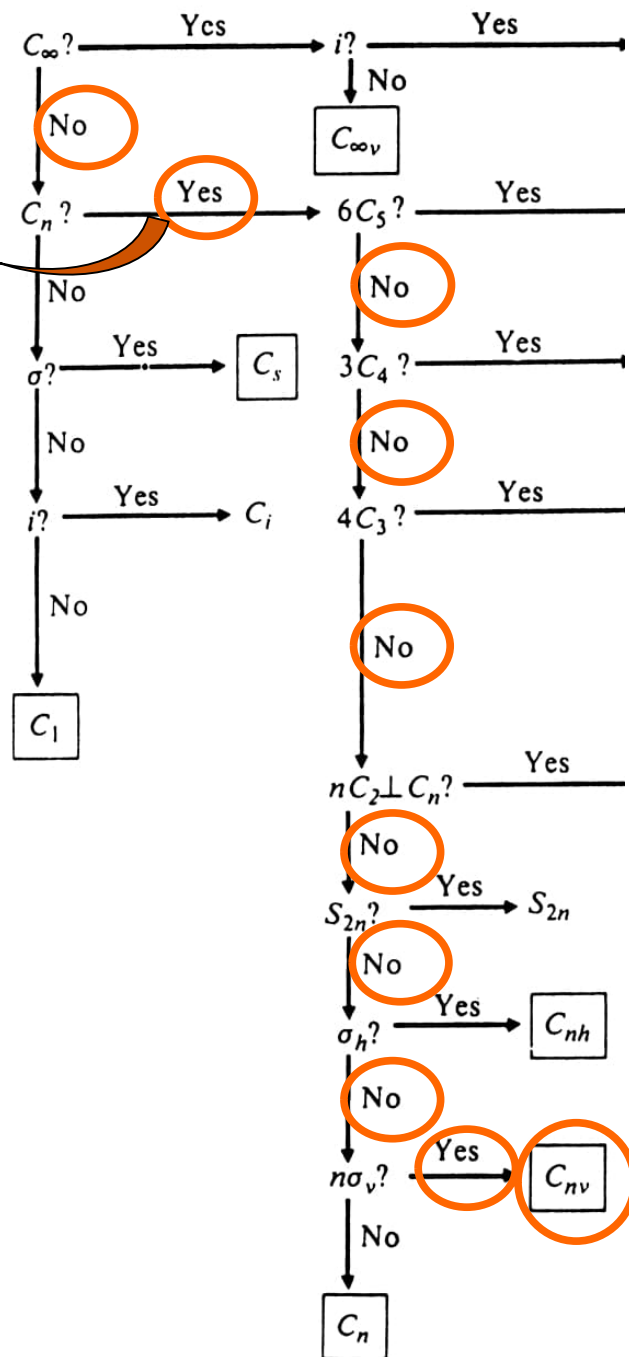 C∞? Yes i? Yes
No No
C∞v
Cn? Yes 6C5? Yes
No No
σ? Yes Cs 3C4? Yes
No No
i? Yes Ci 4C3? Yes
No No
C1
nC2⊥Cn? Yes
No
S2n? Yes S2n
No
σh? Yes Cnh
No
nσv? Yes Cnv
No
Cn